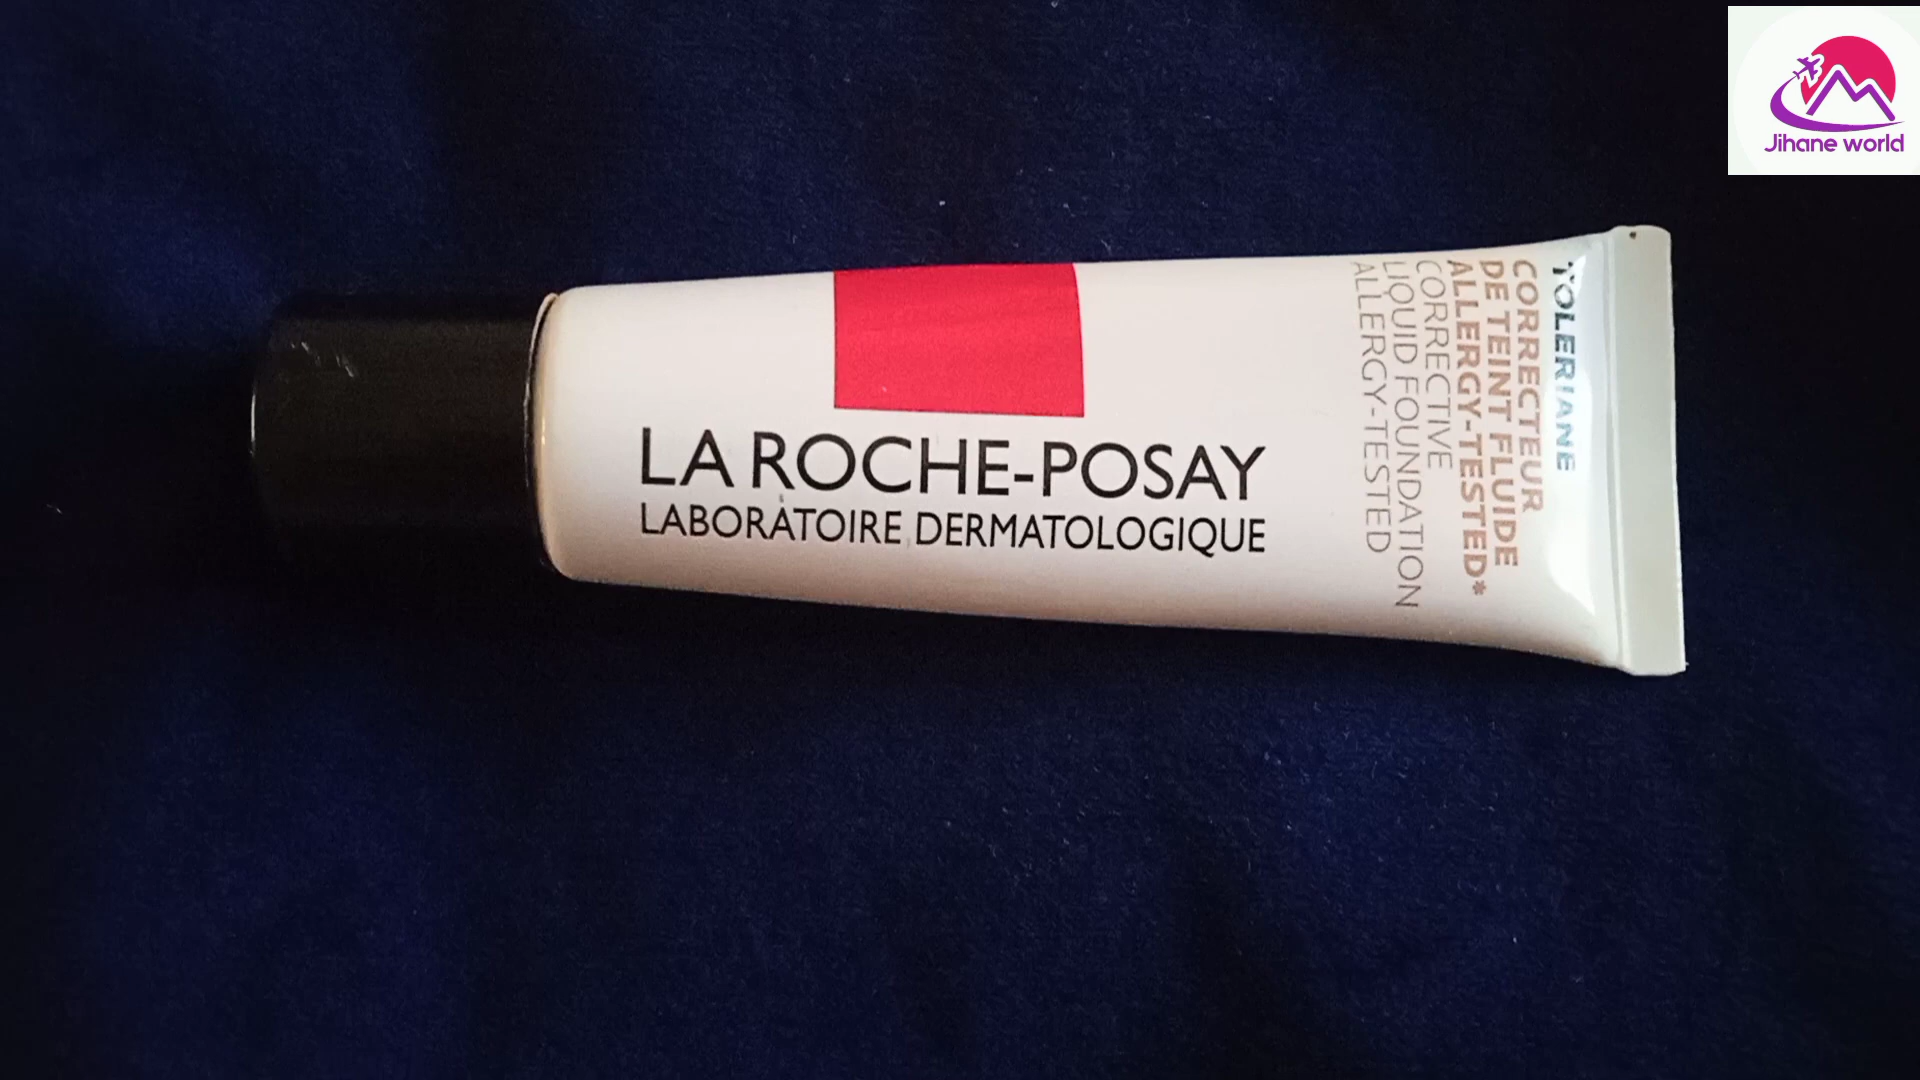 Jihane world
LA ROCHE-POSAY
LABORATOIRE DERMATOLOGIQUE
TOLERIANE
CORRECTEUR
DE TEINT FLUIDE
ALLERGY-TESTED*
CORRECTIVE
LIQUID FOUNDATION
ALLERGY-TESTED